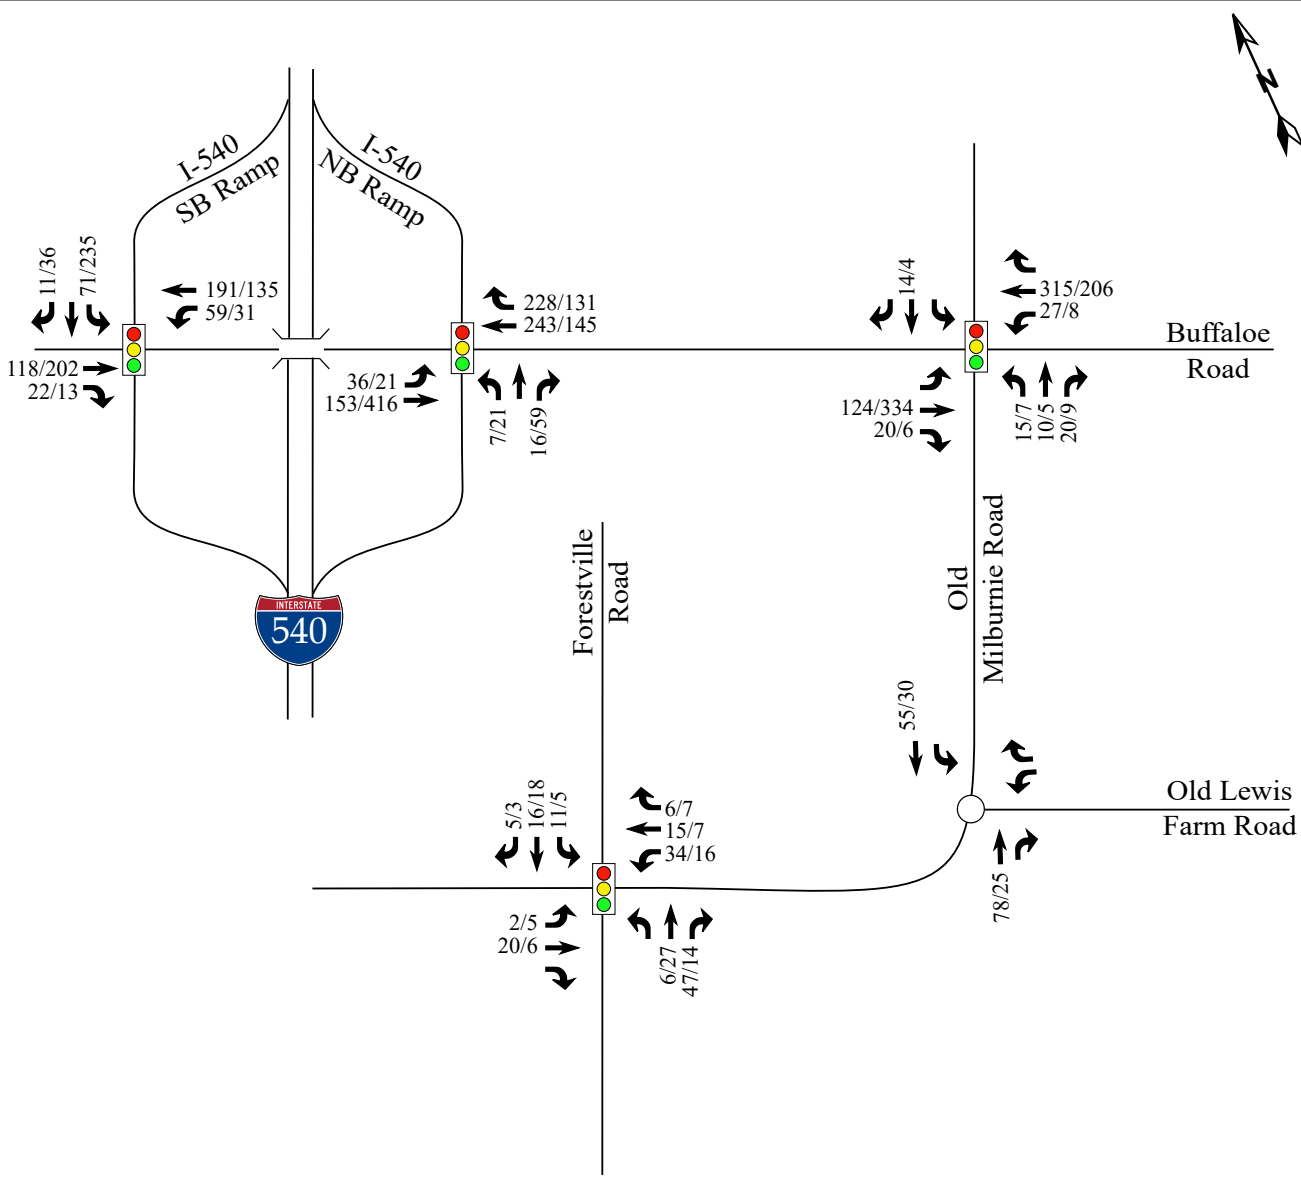 N
I-540
SB Ramp
I-540
NB Ramp
11/36
71/235
191/135
59/31
118/202
22/13
228/131
243/145
36/21
153/416
7/21
16/59
14/4
315/206
27/8
Buffaloe
Road
124/334
20/6
15/7
10/5
20/9
INTERSTATE
540
Forestville
Road
Old
Milburnie Road
55/30
Old Lewis
Farm Road
78/25
5/3
16/18
11/5
6/7
15/7
34/16
2/5
20/6
6/27
47/14